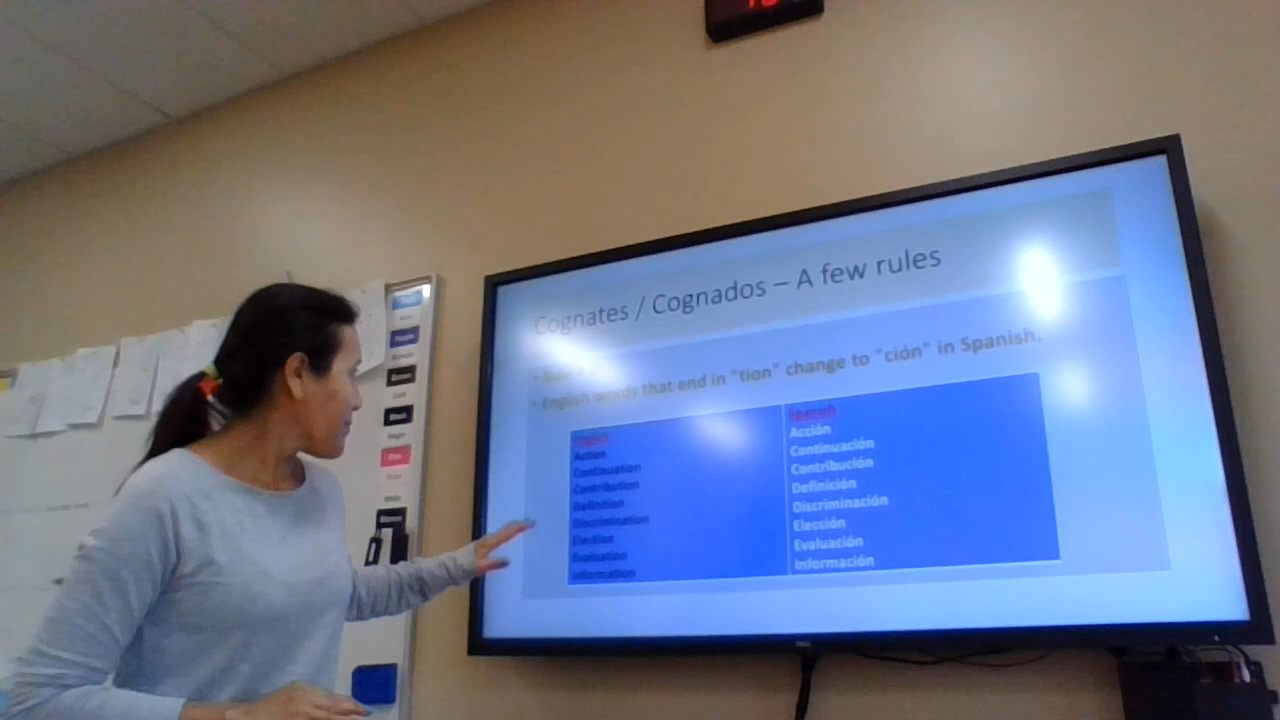 Cognates / Cognados – A few rules
English words that end in "tion" change to "ción" in Spanish.
English
Action
Continuation
Contribution
Definition
Discrimination
Election
Evaluation
Information
Spanish
Acción
Continuación
Contribución
Definición
Discriminación
Elección
Evaluación
Información